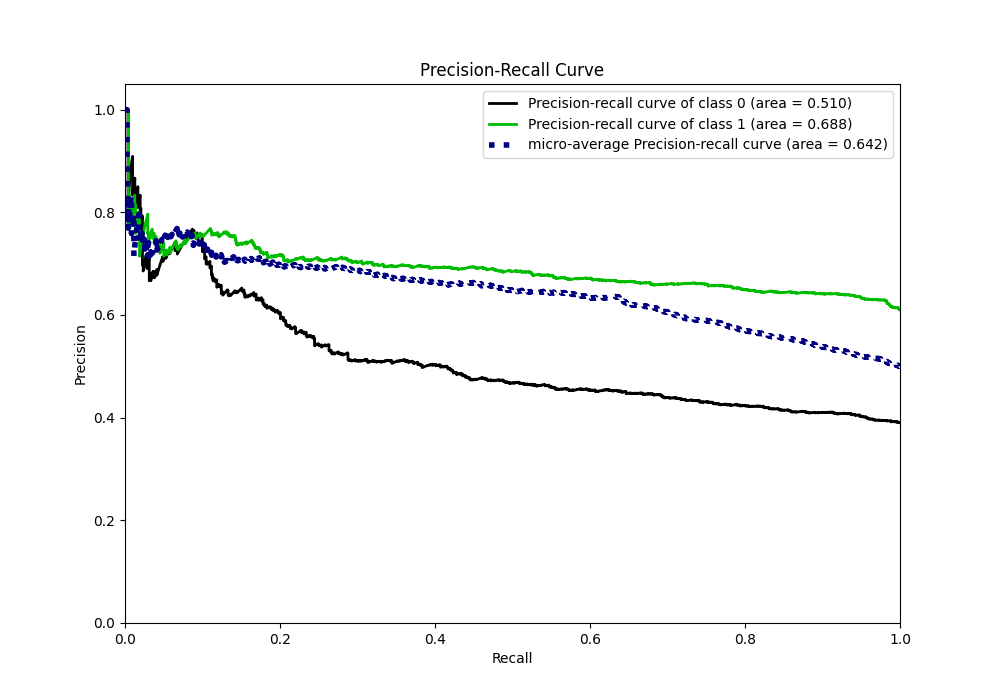 Precision-Recall Curve
Precision-recall curve of class 0 (area = 0.510)
Precision-recall curve of class 1 (area = 0.688)
micro-average Precision-recall curve (area = 0.642)
Precision
1.0
0.8
0.6
0.4
0.2
0.0
0.0 0.2 0.4 0.6 0.8 1.0
Recall